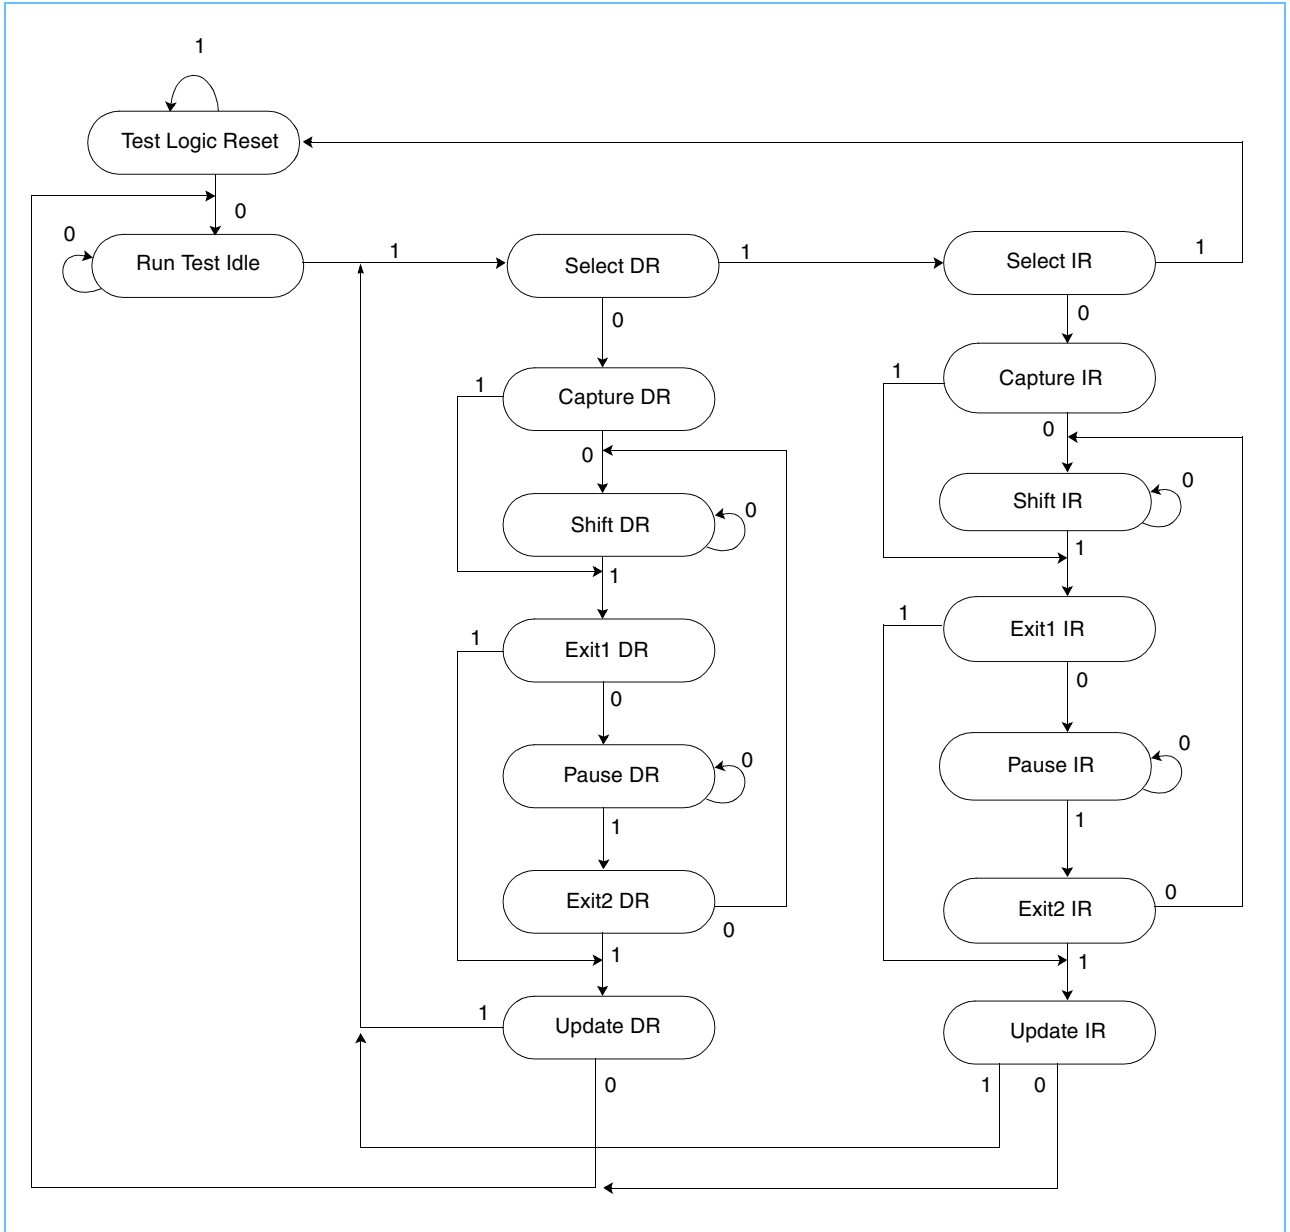 1
Test Logic Reset
0
0
Run Test Idle
1
Select DR
1
Select IR
1
0
0
1
Capture DR
1
Capture IR
0
0
Shift DR
0
Shift IR
0
1
1
1
Exit1 DR
1
Exit1 IR
0
0
Pause DR
0
Pause IR
0
1
1
Exit2 DR
0
Exit2 IR
0
1
1
1
Update DR
Update IR
0
1
0